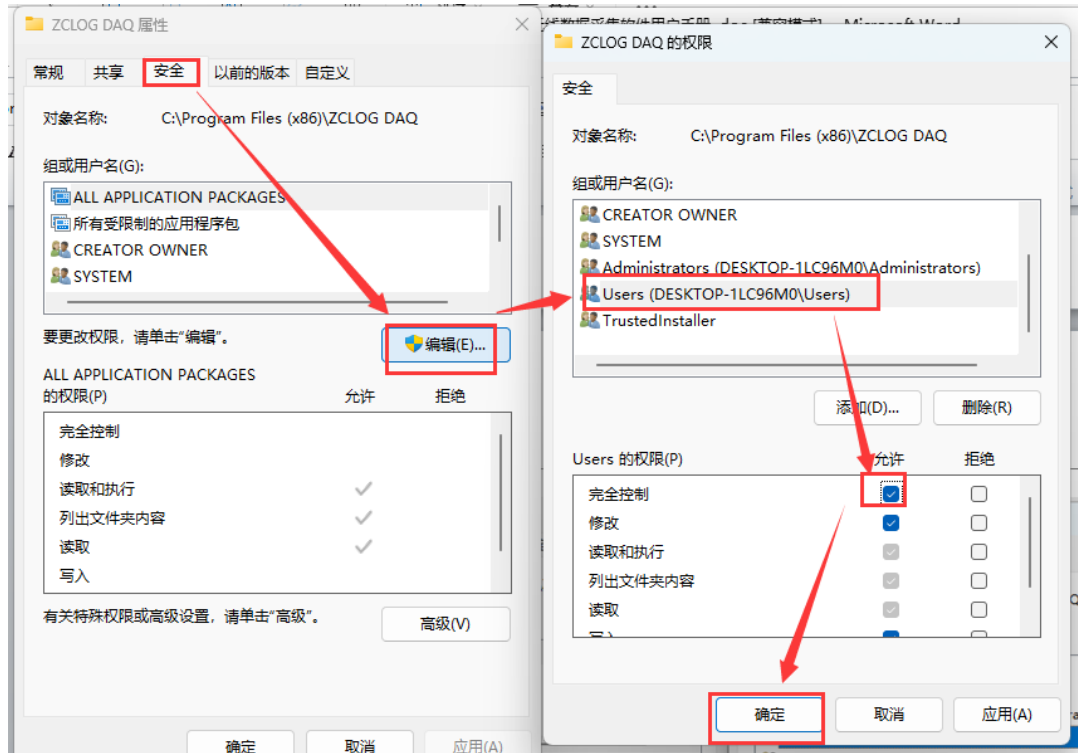 ZCLOG DAQ 属性
常规 共享 安全 以前的版本 自定义
对象名称: C:\Program Files (x86)\ZCLOG DAQ
组或用户名(G):
ALL APPLICATION PACKAGES
所有受限制的应用程序包
CREATOR OWNER
SYSTEM
要更改权限，请单击“编辑”。
编辑(E)...
ALL APPLICATION PACKAGES
的权限(P) 允许 拒绝
完全控制
修改
读取和执行
列出文件夹内容
读取
写入
有关特殊权限或高级设置，请单击“高级”。
高级(V)
确定 取消 应用(A)
Microsoft Word
ZCLOG DAQ 的权限
安全
对象名称: C:\Program Files (x86)\ZCLOG DAQ
组或用户名(G):
CREATOR OWNER
SYSTEM
Administrators (DESKTOP-1LC96M0\Administrators)
Users (DESKTOP-1LC96M0\Users)
TrustedInstaller
添加(D)... 删除(R)
Users 的权限(P) 允许 拒绝
完全控制
修改
读取和执行
列出文件夹内容
读取
写入
确定 取消 应用(A)